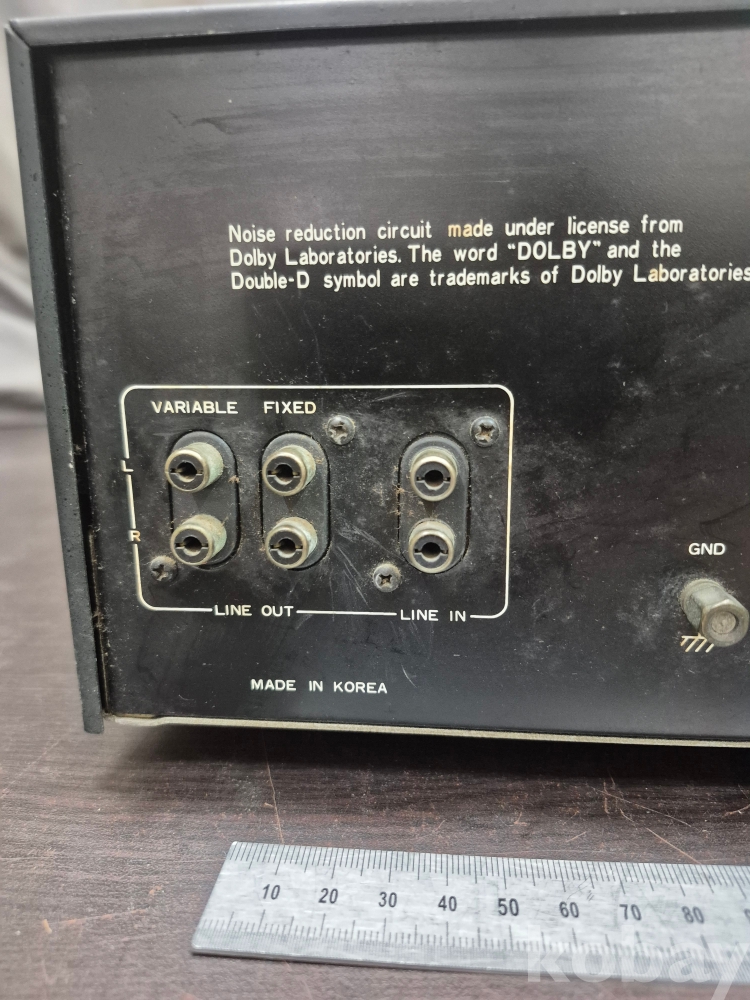 Noise reduction circuit made under license from
Dolby Laboratories. The word "DOLBY" and the
Double-D symbol are trademarks of Dolby Laboratories
VARIABLE FIXED
L
R
LINE OUT LINE IN
GND
MADE IN KOREA
10 20 30 40 50 60 70 80
kobay